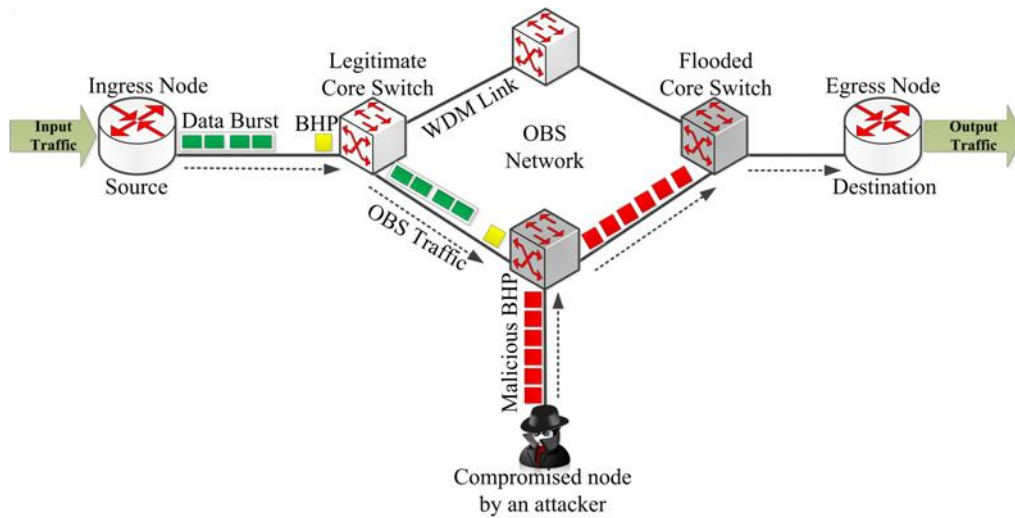 Ingress Node
Legitimate
Core Switch
Flooded
Core Switch
Egress Node
Input
Traffic
Data Burst
BHP
WDM Link
OBS
Network
Output
Traffic
Source
Destination
OBS Traffic
Malicious BHP
Compromised node
by an attacker